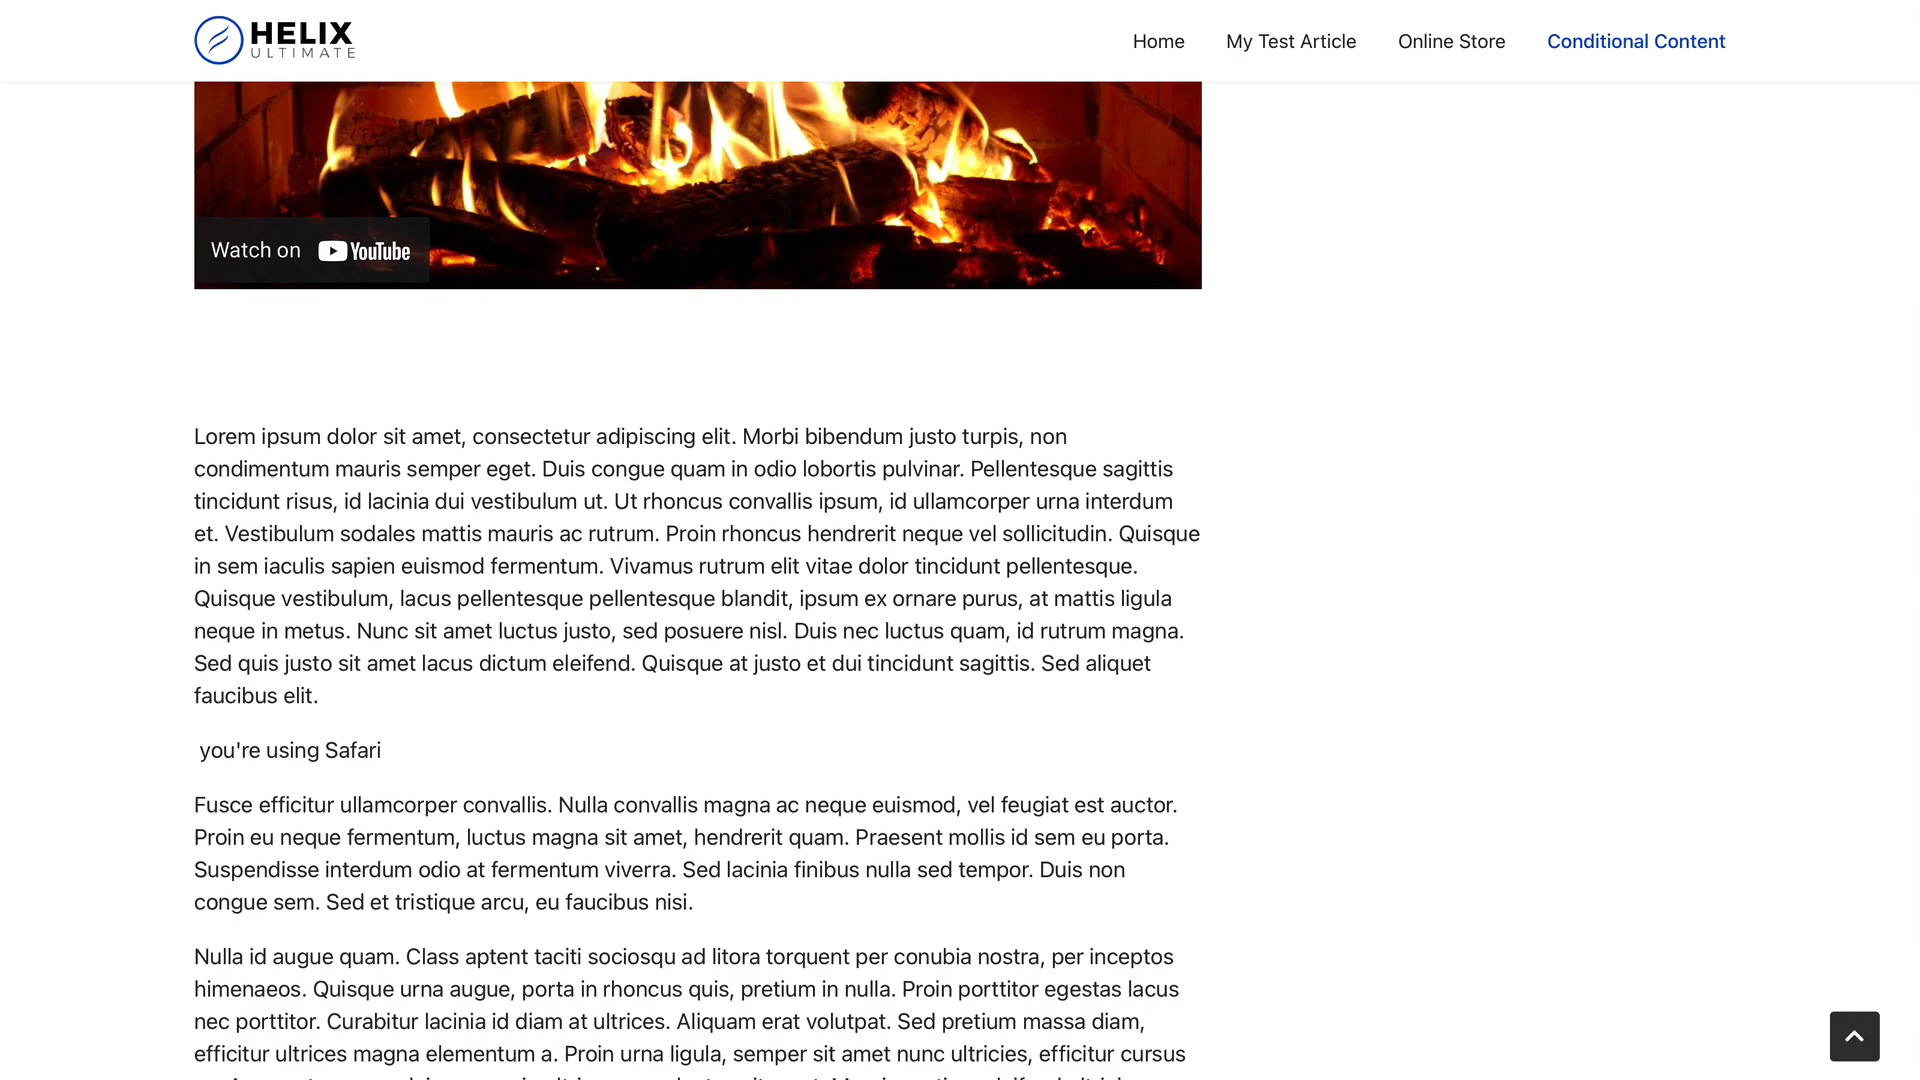 HELIX
ULTIMATE
Home
My Test Article
Online Store
Conditional Content
Watch on YouTube
Lorem ipsum dolor sit amet, consectetur adipiscing elit. Morbi bibendum justo turpis, non
condimentum mauris semper eget. Duis congue quam in odio lobortis pulvinar. Pellentesque sagittis
tincidunt risus, id lacinia dui vestibulum ut. Ut rhoncus convallis ipsum, id ullamcorper urna interdum
et. Vestibulum sodales mattis mauris ac rutrum. Proin rhoncus hendrerit neque vel sollicitudin. Quisque
in sem iaculis sapien euismod fermentum. Vivamus rutrum elit vitae dolor tincidunt pellentesque.
Quisque vestibulum, lacus pellentesque pellentesque blandit, ipsum ex ornare purus, at mattis ligula
neque in metus. Nunc sit amet luctus justo, sed posuere nisl. Duis nec luctus quam, id rutrum magna.
Sed quis justo sit amet lacus dictum eleifend. Quisque at justo et dui tincidunt sagittis. Sed aliquet
faucibus elit.
you're using Safari
Fusce efficitur ullamcorper convallis. Nulla convallis magna ac neque euismod, vel feugiat est auctor.
Proin eu neque fermentum, luctus magna sit amet, hendrerit quam. Praesent mollis id sem eu porta.
Suspendisse interdum odio at fermentum viverra. Sed lacinia finibus nulla sed tempor. Duis non
congue sem. Sed et tristique arcu, eu faucibus nisi.
Nulla id augue quam. Class aptent taciti sociosqu ad litora torquent per conubia nostra, per inceptos
himenaeos. Quisque urna augue, porta in rhoncus quis, pretium in nulla. Proin porttitor egestas lacus
nec porttitor. Curabitur lacinia id diam at ultrices. Aliquam erat volutpat. Sed pretium massa diam,
efficitur ultrices magna elementum a. Proin urna ligula, semper sit amet nunc ultricies, efficitur cursus